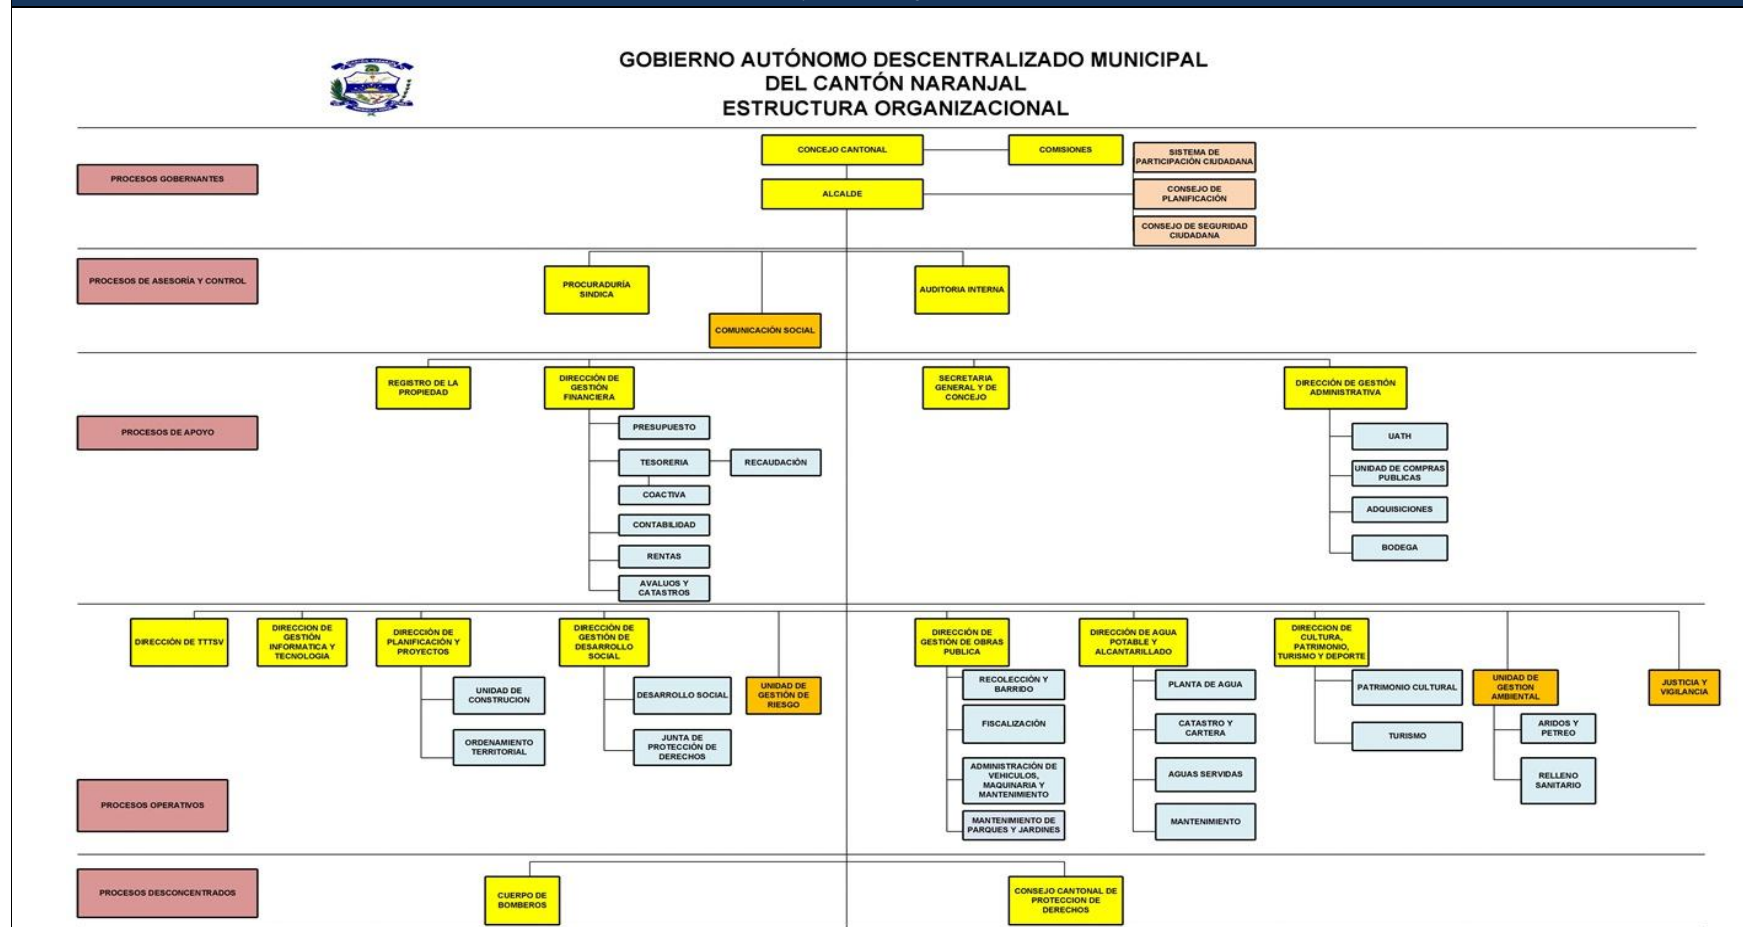 GOBIERNO AUTÓNOMO DESCENTRALIZADO MUNICIPAL
DEL CANTÓN NARANJAL
ESTRUCTURA ORGANIZACIONAL
PROCESOS GOBERNANTES
CONCEJO CANTONAL
COMISIONES
SISTEMA DE
PARTICIPACIÓN CIUDADANA
ALCALDE
CONSEJO DE
PLANIFICACIÓN
CONSEJO DE SEGURIDAD
CIUDADANA
PROCESOS DE ASESORÍA Y CONTROL
PROCURADURÍA
SINDICA
COMUNICACIÓN SOCIAL
AUDITORIA INTERNA
PROCESOS DE APOYO
REGISTRO DE LA
PROPIEDAD
DIRECCIÓN DE
GESTIÓN
FINANCIERA
PRESUPUESTO
TESORERIA
RECAUDACIÓN
COACTIVA
CONTABILIDAD
RENTAS
AVALUOS Y
CATASTROS
SECRETARIA
GENERAL Y DE
CONCEJO
DIRECCIÓN DE GESTIÓN
ADMINISTRATIVA
UATH
UNIDAD DE COMPRAS
PUBLICAS
ADQUISICIONES
BODEGA
PROCESOS OPERATIVOS
DIRECCIÓN DE TTTSV
DIRECCION DE
GESTIÓN
INFORMATICA Y
TECNOLOGIA
DIRECCIÓN DE
PLANIFICACIÓN Y
PROYECTOS
UNIDAD DE
CONSTRUCION
ORDENAMIENTO
TERRITORIAL
DIRECCIÓN DE
GESTIÓN DE
DESARROLLO
SOCIAL
DESARROLLO SOCIAL
JUNTA DE
PROTECCIÓN DE
DERECHOS
UNIDAD DE
GESTIÓN DE
RIESGO
DIRECCIÓN DE
GESTIÓN DE OBRAS
PUBLICA
RECOLECCIÓN Y
BARRIDO
FISCALIZACIÓN
ADMINISTRACIÓN DE
VEHICULOS,
MAQUINARIA Y
MANTENIMIENTO
MANTENIMIENTO DE
PARQUES Y JARDINES
DIRECCIÓN DE AGUA
POTABLE Y
ALCANTARILLADO
PLANTA DE AGUA
CATASTRO Y
CARTERA
AGUAS SERVIDAS
MANTENIMIENTO
DIRECCION DE
CULTURA,
PATRIMONIO,
TURISMO Y DEPORTE
PATRIMONIO CULTURAL
TURISMO
UNIDAD DE
GESTION
AMBIENTAL
ARIDOS Y
PETREO
RELLENO
SANITARIO
JUSTICIA Y
VIGILANCIA
PROCESOS DESCONCENTRADOS
CUERPO DE
BOMBEROS
CONSEJO CANTONAL DE
PROTECCION DE
DERECHOS